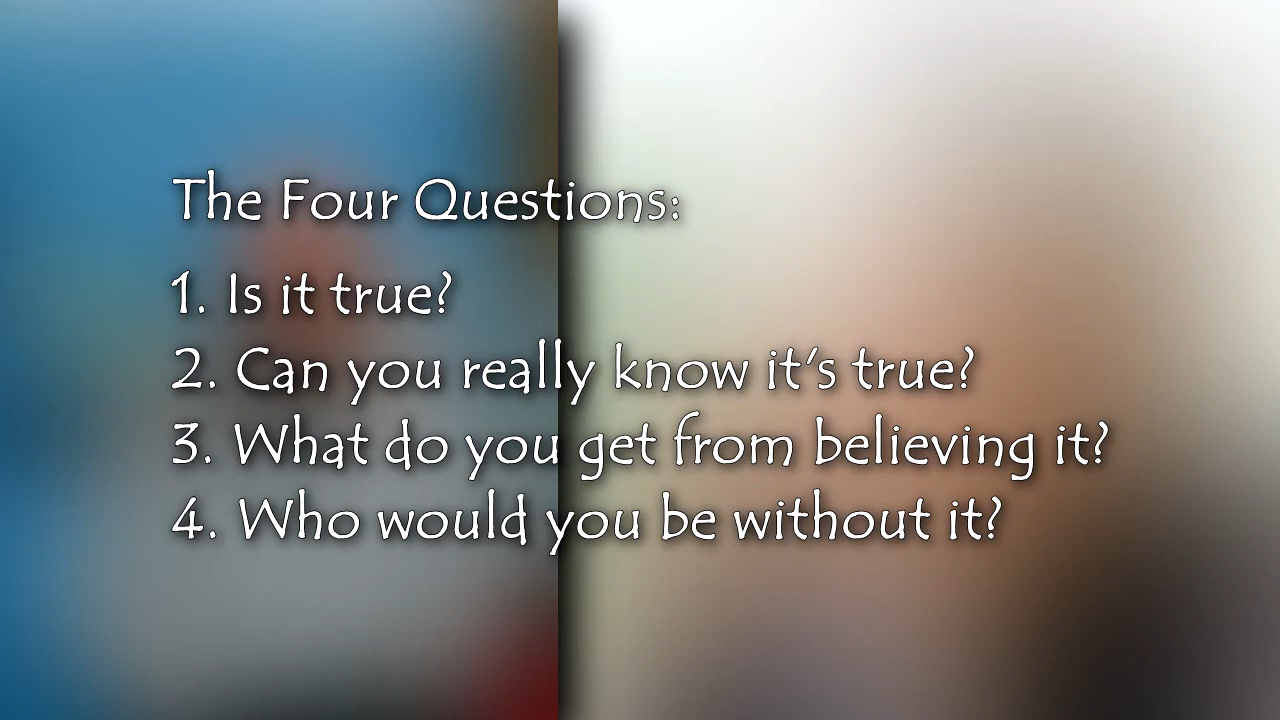 The Four Questions:
1. Is it true?
2. Can you really know it's true?
3. What do you get from believing it?
4. Who would you be without it?